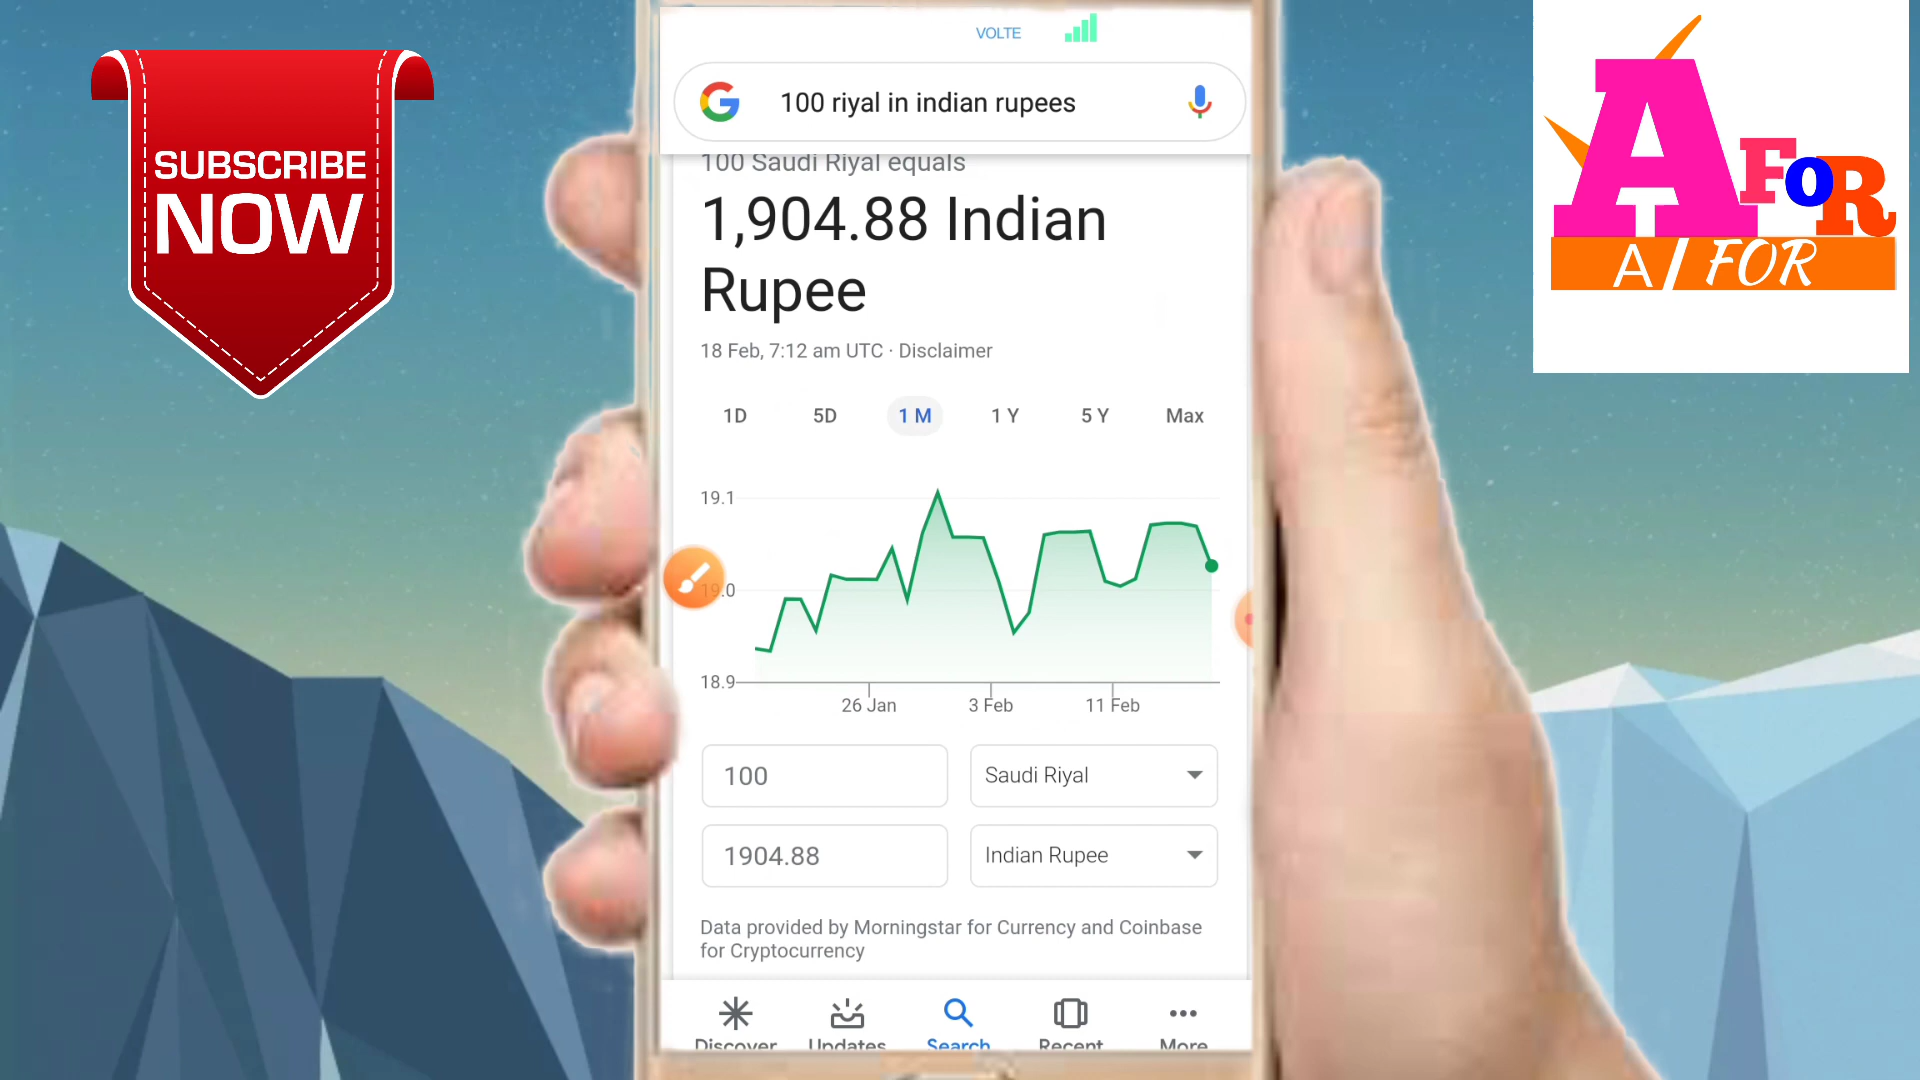 SUBSCRIBE
NOW
VOLTE
100 riyal in indian rupees
100 Saudi Riyal equals
1,904.88 Indian
Rupee
18 Feb, 7:12 am UTC · Disclaimer
1D 5D 1 M 1 Y 5 Y Max
19.1
19.0
18.9
26 Jan 3 Feb 11 Feb
100 Saudi Riyal
1904.88 Indian Rupee
Data provided by Morningstar for Currency and Coinbase
for Cryptocurrency
Discover Updates Search Recent More
A FoR
A/ FOR